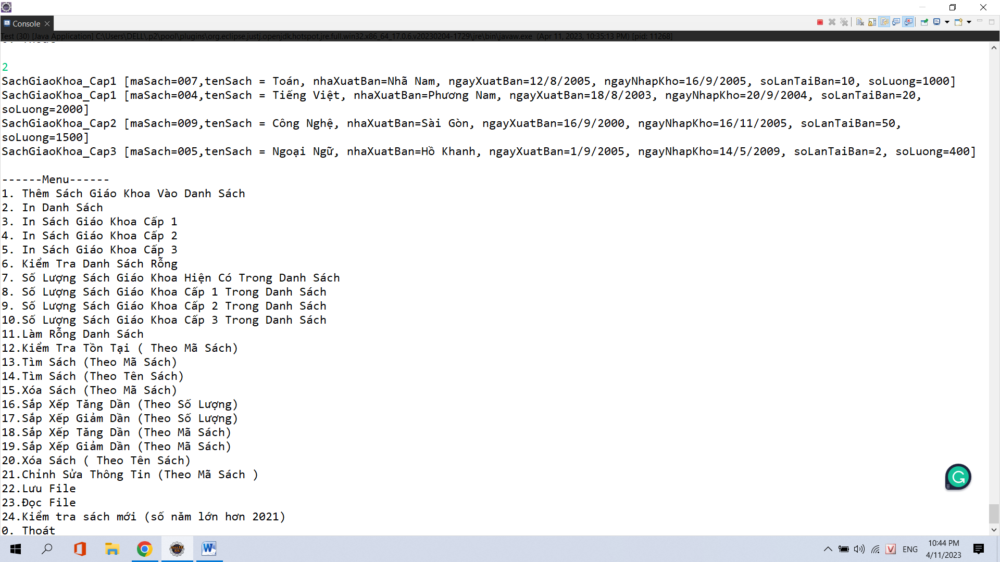 Console
Test (30) [Java Application] C:\Users\DELL\.p2\pool\plugins\org.eclipse.justj.openjdk.hotspot.jre.full.win32.x86_64_17.0.6.v20230204-1729\jre\bin\javaw.exe (Apr 11, 2023, 10:35:13 PM) [pid: 11268]
2
SachGiaoKhoa_Cap1 [maSach=007,tenSach = Toán, nhaXuatBan=Nhã Nam, ngayXuatBan=12/8/2005, ngayNhapKho=16/9/2005, soLanTaiBan=10, soLuong=1000]
SachGiaoKhoa_Cap1 [maSach=004,tenSach = Tiếng Việt, nhaXuatBan=Phương Nam, ngayXuatBan=18/8/2003, ngayNhapKho=20/9/2004, soLanTaiBan=20,
soLuong=2000]
SachGiaoKhoa_Cap2 [maSach=009,tenSach = Công Nghệ, nhaXuatBan=Sài Gòn, ngayXuatBan=16/9/2000, ngayNhapKho=16/11/2005, soLanTaiBan=50,
soLuong=1500]
SachGiaoKhoa_Cap3 [maSach=005,tenSach = Ngoại Ngữ, nhaXuatBan=Hồ Khanh, ngayXuatBan=1/9/2005, ngayNhapKho=14/5/2009, soLanTaiBan=2, soLuong=400]
------Menu------
1. Thêm Sách Giáo Khoa Vào Danh Sách
2. In Danh Sách
3. In Sách Giáo Khoa Cấp 1
4. In Sách Giáo Khoa Cấp 2
5. In Sách Giáo Khoa Cấp 3
6. Kiểm Tra Danh Sách Rỗng
7. Số Lượng Sách Giáo Khoa Hiện Có Trong Danh Sách
8. Số Lượng Sách Giáo Khoa Cấp 1 Trong Danh Sách
9. Số Lượng Sách Giáo Khoa Cấp 2 Trong Danh Sách
10.Số Lượng Sách Giáo Khoa Cấp 3 Trong Danh Sách
11.Làm Rỗng Danh Sách
12.Kiểm Tra Tồn Tại ( Theo Mã Sách)
13.Tìm Sách (Theo Mã Sách)
14.Tìm Sách (Theo Tên Sách)
15.Xóa Sách (Theo Mã Sách)
16.Sắp Xếp Tăng Dần (Theo Số Lượng)
17.Sắp Xếp Giảm Dần (Theo Số Lượng)
18.Sắp Xếp Tăng Dần (Theo Mã Sách)
19.Sắp Xếp Giảm Dần (Theo Mã Sách)
20.Xóa Sách ( Theo Tên Sách)
21.Chỉnh Sửa Thông Tin (Theo Mã Sách )
22.Lưu File
23.Đọc File
24.Kiểm tra sách mới (số năm lớn hơn 2021)
0. Thoát
ENG
10:44 PM
4/11/2023